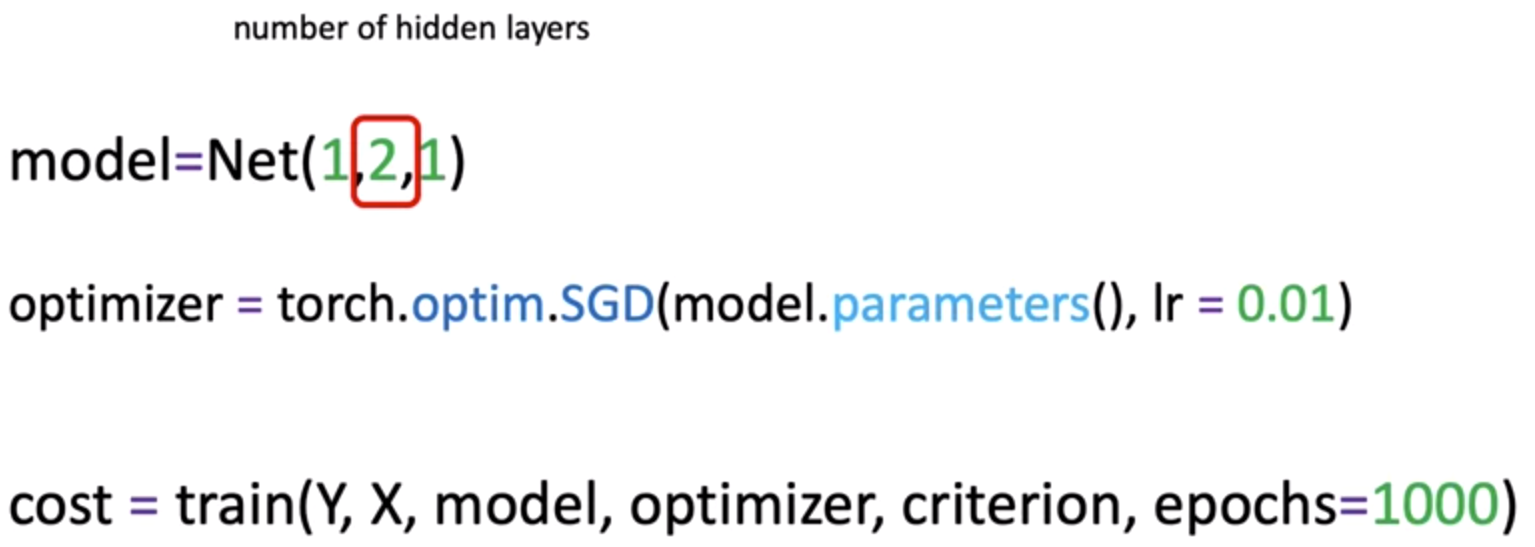 number of hidden layers
model=Net(1,2,1)
optimizer = torch.optim.SGD(model.parameters(), lr = 0.01)
cost = train(Y, X, model, optimizer, criterion, epochs=1000)